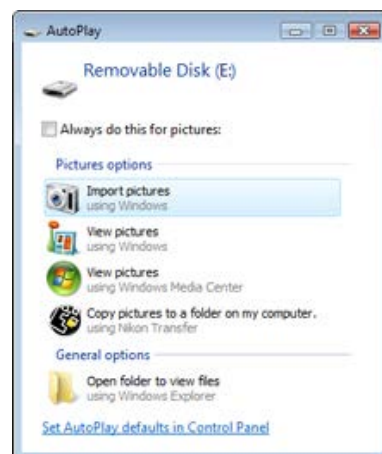 AutoPlay
Removable Disk (E:)
Always do this for pictures:
Pictures options
Import pictures
using Windows
View pictures
using Windows
View pictures
using Windows Media Center
Copy pictures to a folder on my computer.
using Nikon Transfer
General options
Open folder to view files
using Windows Explorer
Set AutoPlay defaults in Control Panel